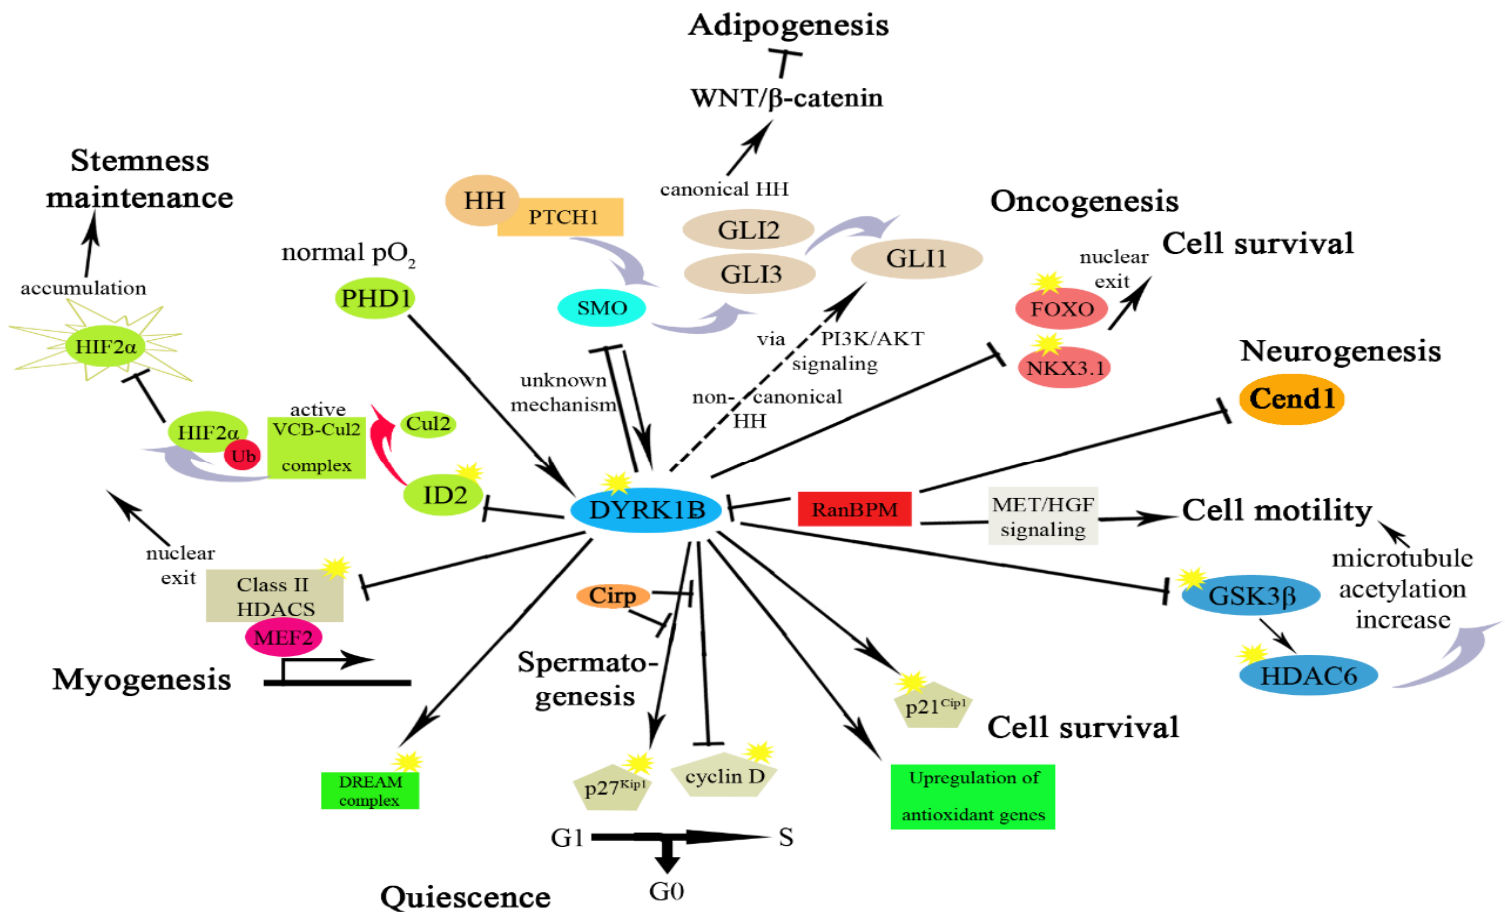 Adipogenesis
WNT/β-catenin
canonical HH
Stemness
maintenance
accumulation
HIF2α
HIF2α
Ub
active
VCB-Cul2
complex
Cul2
ID2
normal pO2
PHD1
HH
PTCH1
SMO
GLI2
GLI3
GLI1
unknown
mechanism
via PI3K/AKT
signaling
non- canonical
HH
Oncogenesis
Cell survival
nuclear
exit
FOXO
NKX3.1
Neurogenesis
Cend1
DYRK1B
RanBPM
MET/HGF
signaling
Cell motility
microtubule
acetylation
increase
GSK3β
HDAC6
nuclear
exit
Class II
HDACS
MEF2
Myogenesis
Cirp
Spermato-
genesis
p21Cip1
Cell survival
DREAM
complex
p27Kip1
cyclin D
Upregulation of
antioxidant genes
G1
S
G0
Quiescence